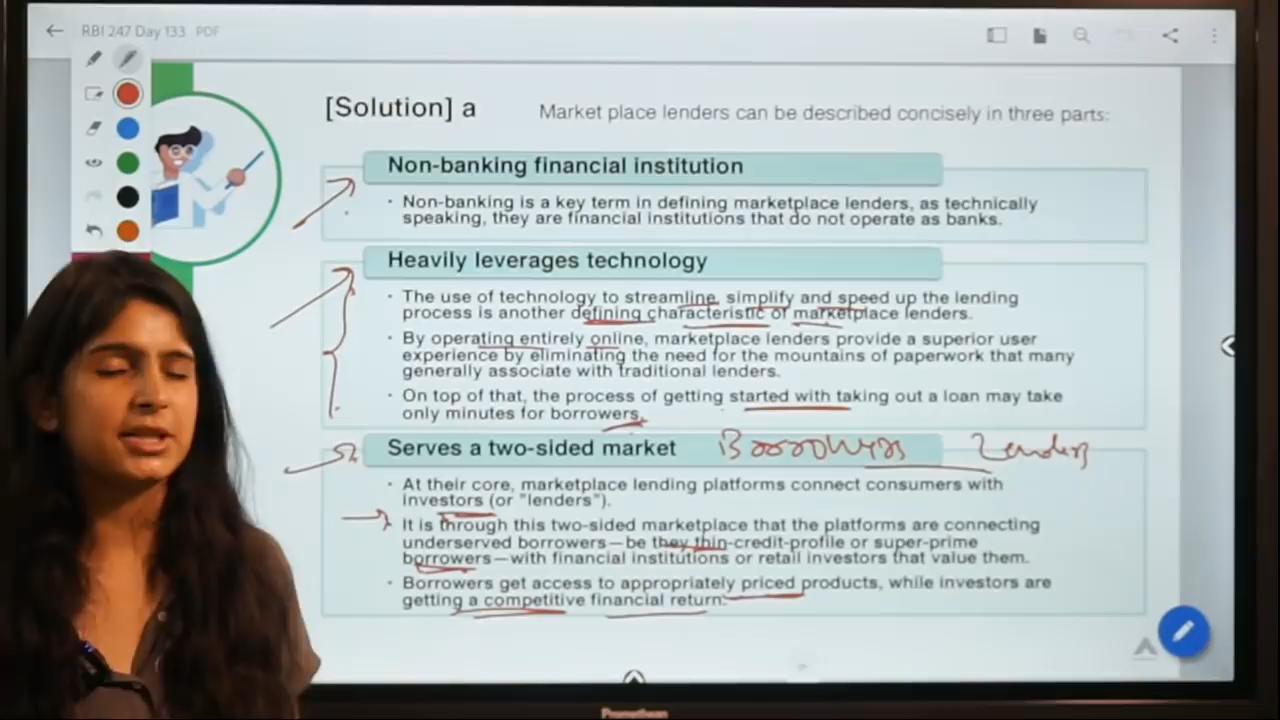 RBI 247 Day 133 PDF
[Solution] a
Market place lenders can be described concisely in three parts:
Non-banking financial institution
· Non-banking is a key term in defining marketplace lenders, as technically
speaking, they are financial institutions that do not operate as banks.
Heavily leverages technology
· The use of technology to streamline, simplify and speed up the lending
process is another defining characteristic of marketplace lenders.
· By operating entirely online, marketplace lenders provide a superior user
experience by eliminating the need for the mountains of paperwork that many
generally associate with traditional lenders.
· On top of that, the process of getting started with taking out a loan may take
only minutes for borrowers.
Serves a two-sided market Borrowers Lenders
· At their core, marketplace lending platforms connect consumers with
investors (or "lenders").
· It is through this two-sided marketplace that the platforms are connecting
underserved borrowers—be they thin-credit-profile or super-prime
borrowers—with financial institutions or retail investors that value them.
· Borrowers get access to appropriately priced products, while investors are
getting a competitive financial return.
Promethean